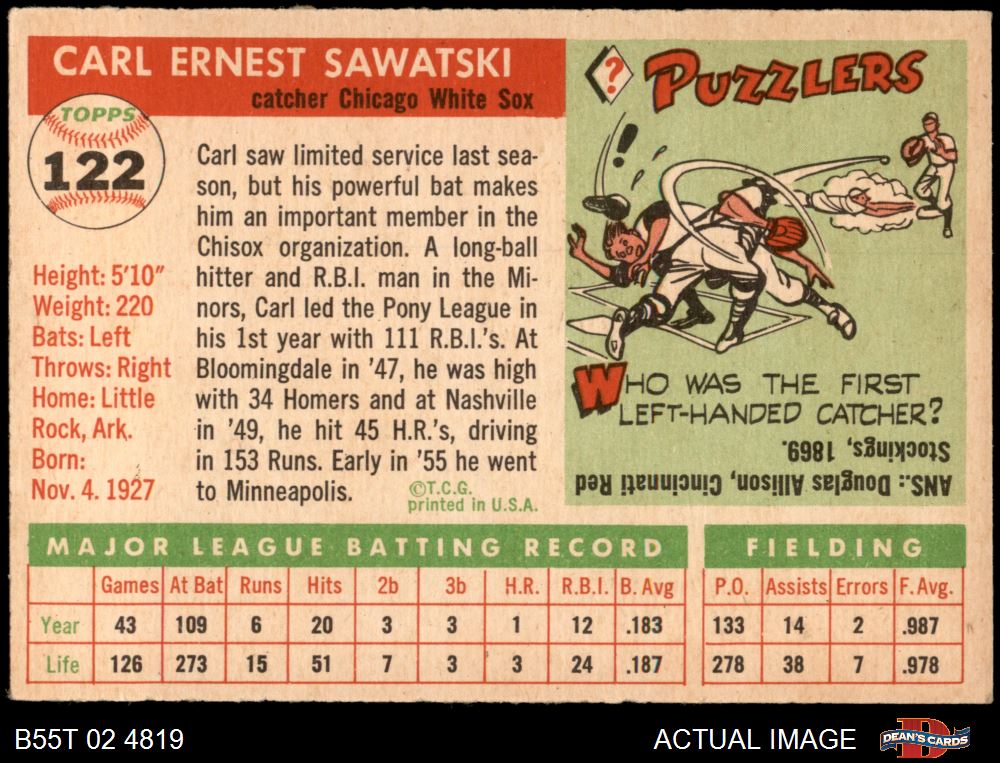 CARL ERNEST SAWATSKI
catcher Chicago White Sox
TOPPS
122
Height: 5'10"
Weight: 220
Bats: Left
Throws: Right
Home: Little
Rock, Ark.
Born:
Nov. 4. 1927
Carl saw limited service last sea-
son, but his powerful bat makes
him an important member in the
Chisox organization. A long-ball
hitter and R.B.I. man in the Mi-
nors, Carl led the Pony League in
his 1st year with 111 R.B.I.'s. At
Bloomingdale in '47, he was high
with 34 Homers and at Nashville
in '49, he hit 45 H.R.'s, driving
in 153 Runs. Early in '55 he went
to Minneapolis.
©T.C.G.
printed in U.S.A.
?
PUZZLERS
!
WHO WAS THE FIRST
LEFT-HANDED CATCHER?
ANS.: Douglas Allison, Cincinnati Red
Stockings, 1869.
MAJOR LEAGUE BATTING RECORD FIELDING
Games At Bat Runs Hits 2b 3b H.R. R.B.I. B. Avg P.O. Assists Errors F. Avg.
Year 43 109 6 20 3 3 1 12 .183 133 14 2 .987
Life 126 273 15 51 7 3 3 24 .187 278 38 7 .978
B55T 02 4819 ACTUAL IMAGE D DEAN'S CARDS